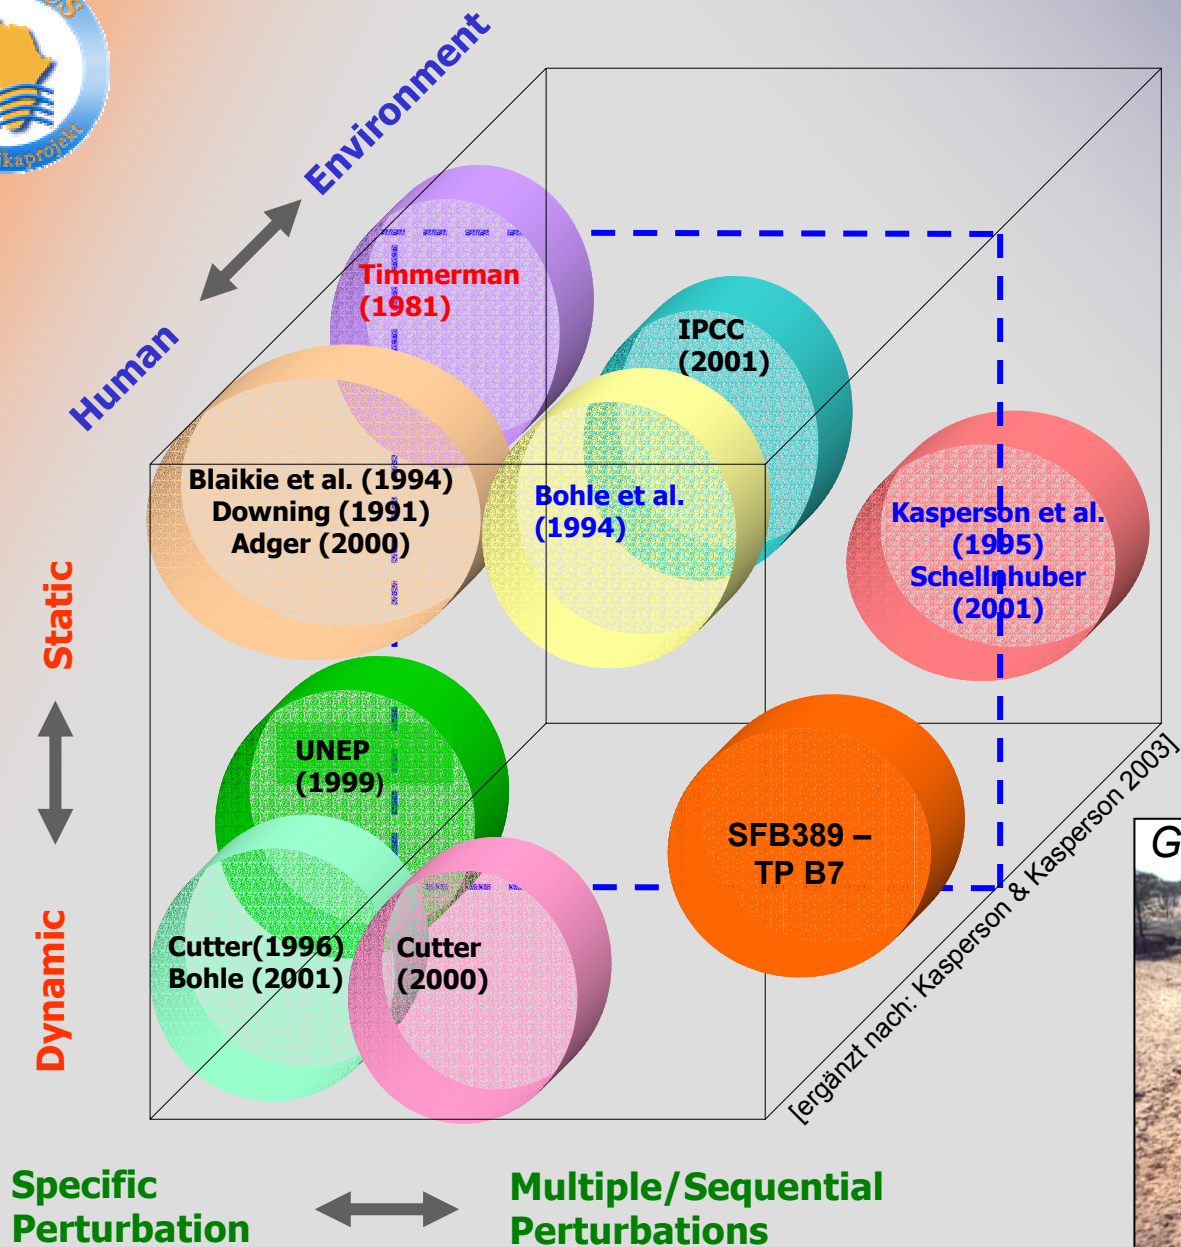 ikaprojekt
Environment
Human
Timmerman
(1981)
IPCC
(2001)
Blaikie et al. (1994)
Downing (1991)
Adger (2000)
Bohle et al.
(1994)
Kasperson et al.
(1995)
Schellnhuber
(2001)
Static
Dynamic
UNEP
(1999)
SFB389 –
TP B7
Cutter(1996)
Bohle (2001)
Cutter
(2000)
[ergänzt nach: Kasperson & Kasperson 2003]
G
Specific
Perturbation
Multiple/Sequential
Perturbations